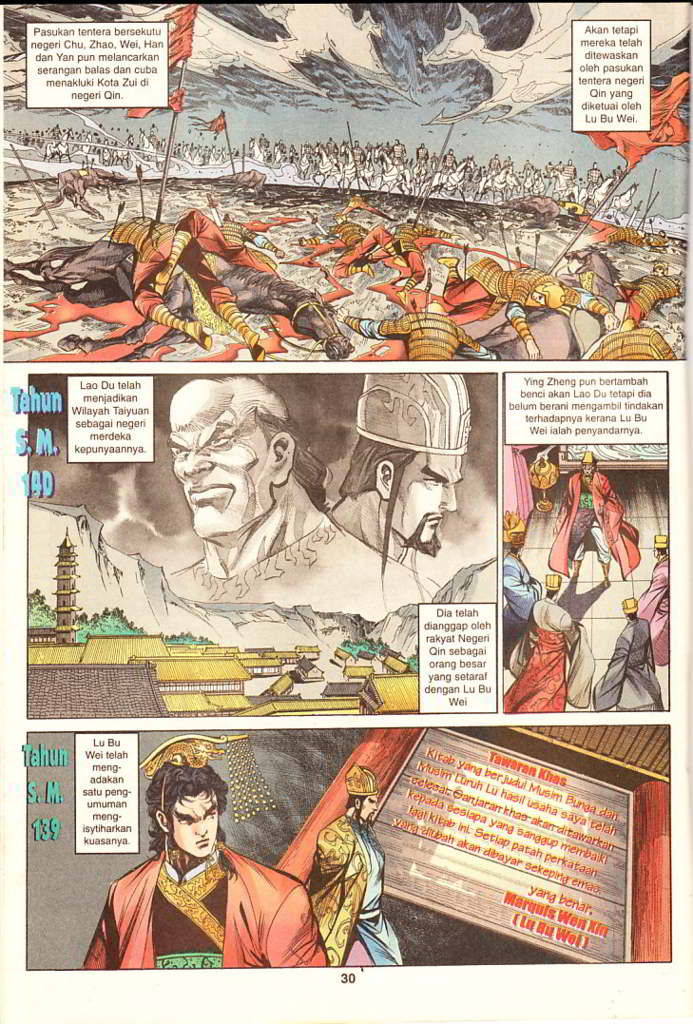 Pasukan tentera bersekutu
negeri Chu, Zhao, Wei, Han
dan Yan pun melancarkan
serangan balas dan cuba
menakluki Kota Zui di
negeri Qin.
Akan tetapi
mereka telah
ditewaskan
oleh pasukan
tentera negeri
Qin yang
diketuai oleh
Lu Bu Wei.
Tahun
S. M.
140
Lao Du telah
menjadikan
Wilayah Taiyuan
sebagai negeri
merdeka
kepunyaannya.
Dia telah
dianggap oleh
rakyat Negeri
Qin sebagai
orang besar
yang setaraf
dengan Lu Bu
Wei
Ying Zheng pun bertambah
benci akan Lao Du tetapi dia
belum berani mengambil tindakan
terhadapnya kerana Lu Bu
Wei ialah penyandarnya.
Tahun
S. M.
139
Lu Bu
Wei telah
meng-
adakan
satu peng-
umuman
meng-
isytiharkan
kuasanya.
Tawaran Khas
Kitab yang berjudul Musim Bunga dan
Musim Luruh Lu hasil usaha saya telah
selesai. Ganjaran khas akan ditawarkan
kepada sesiapa yang sanggup membaiki
lagi kitab ini. Setiap patah perkataan
yang diubah akan dibayar sekeping emas.
yang benar,
Marquis Wen Xin
( Lu Bu Wei )
30